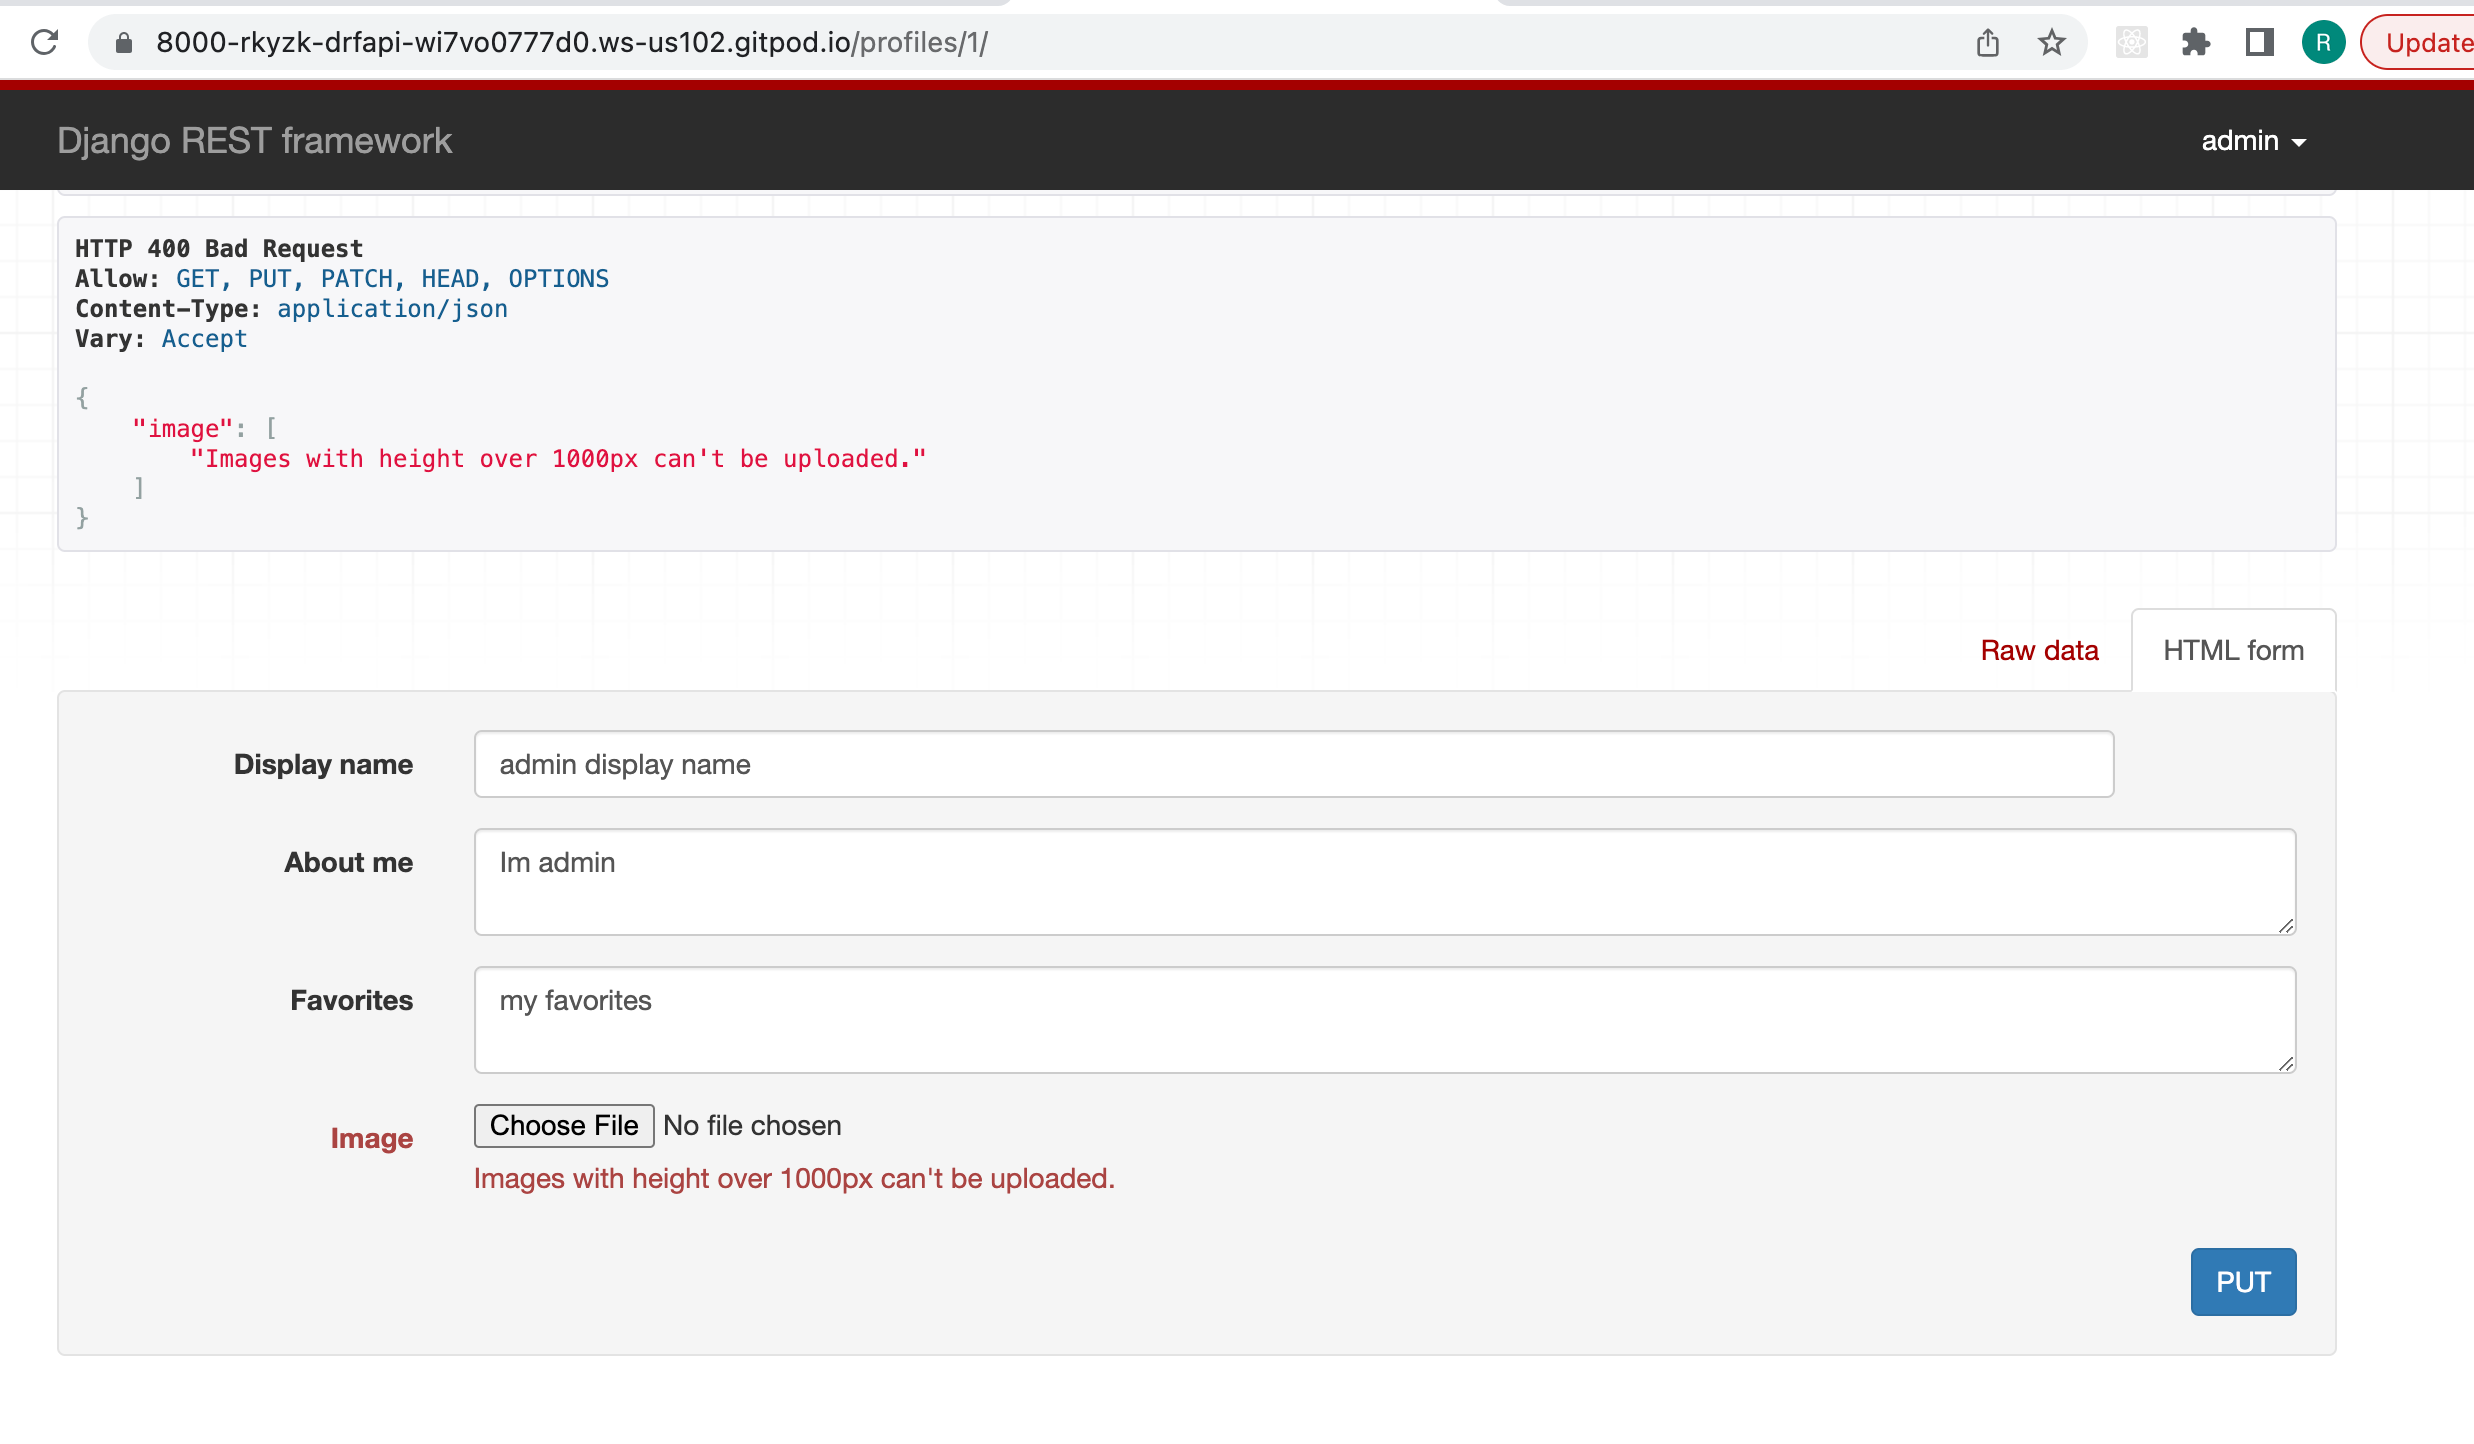 8000-rkyzk-drfapi-wi7vo0777d0.ws-us102.gitpod.io/profiles/1/
R
Update
Django REST framework
admin
HTTP 400 Bad Request
Allow: GET, PUT, PATCH, HEAD, OPTIONS
Content-Type: application/json
Vary: Accept
{
"image": [
"Images with height over 1000px can't be uploaded."
]
}
Raw data
HTML form
Display name
admin display name
About me
Im admin
Favorites
my favorites
Image
Choose File No file chosen
Images with height over 1000px can't be uploaded.
PUT